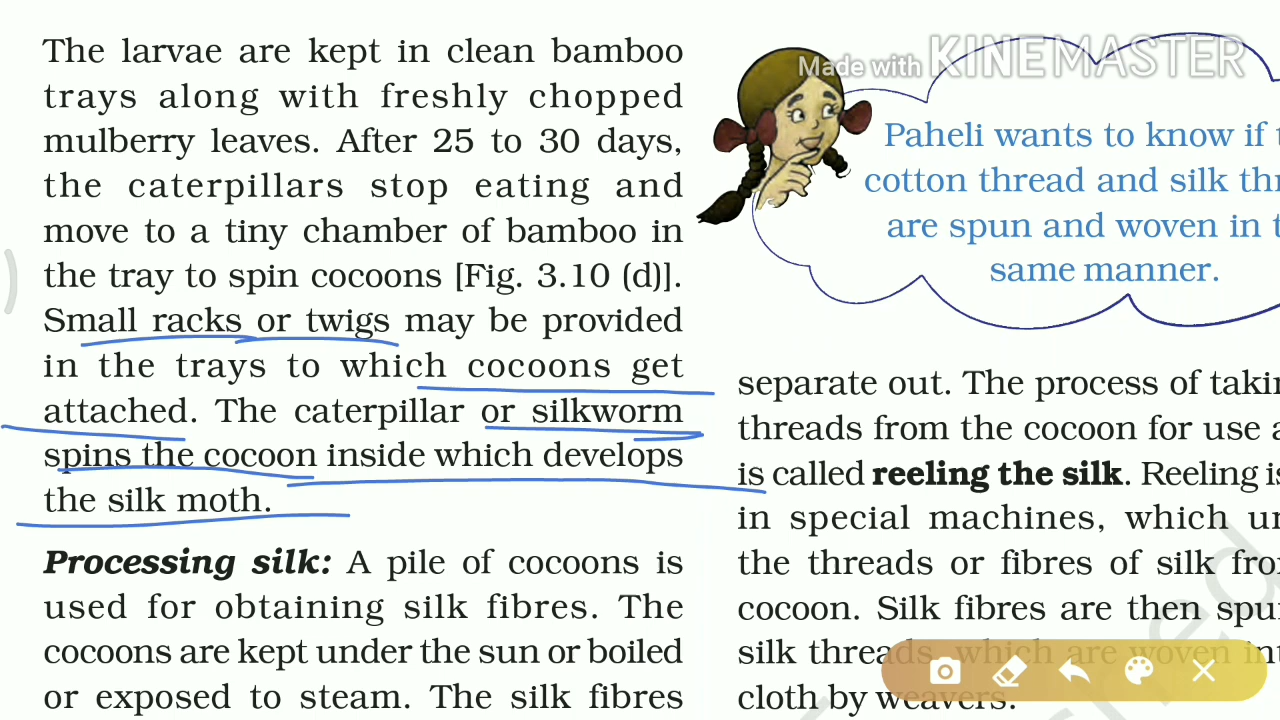 The larvae are kept in clean bamboo
trays along with freshly chopped
mulberry leaves. After 25 to 30 days,
the caterpillars stop eating and
move to a tiny chamber of bamboo in
the tray to spin cocoons [Fig. 3.10 (d)].
Small racks or twigs may be provided
in the trays to which cocoons get
attached. The caterpillar or silkworm
spins the cocoon inside which develops
the silk moth.
Processing silk: A pile of cocoons is
used for obtaining silk fibres. The
cocoons are kept under the sun or boiled
or exposed to steam. The silk fibres
Made with KINEMASTER
Paheli wants to know if
cotton thread and silk
are spun and woven in
same manner.
separate out. The process of
threads from the cocoon for use
is called reeling the silk. Reeling
in special machines, which
the threads or fibres of silk
cocoon. Silk fibres are then
silk threads, which are woven
cloth by weavers.